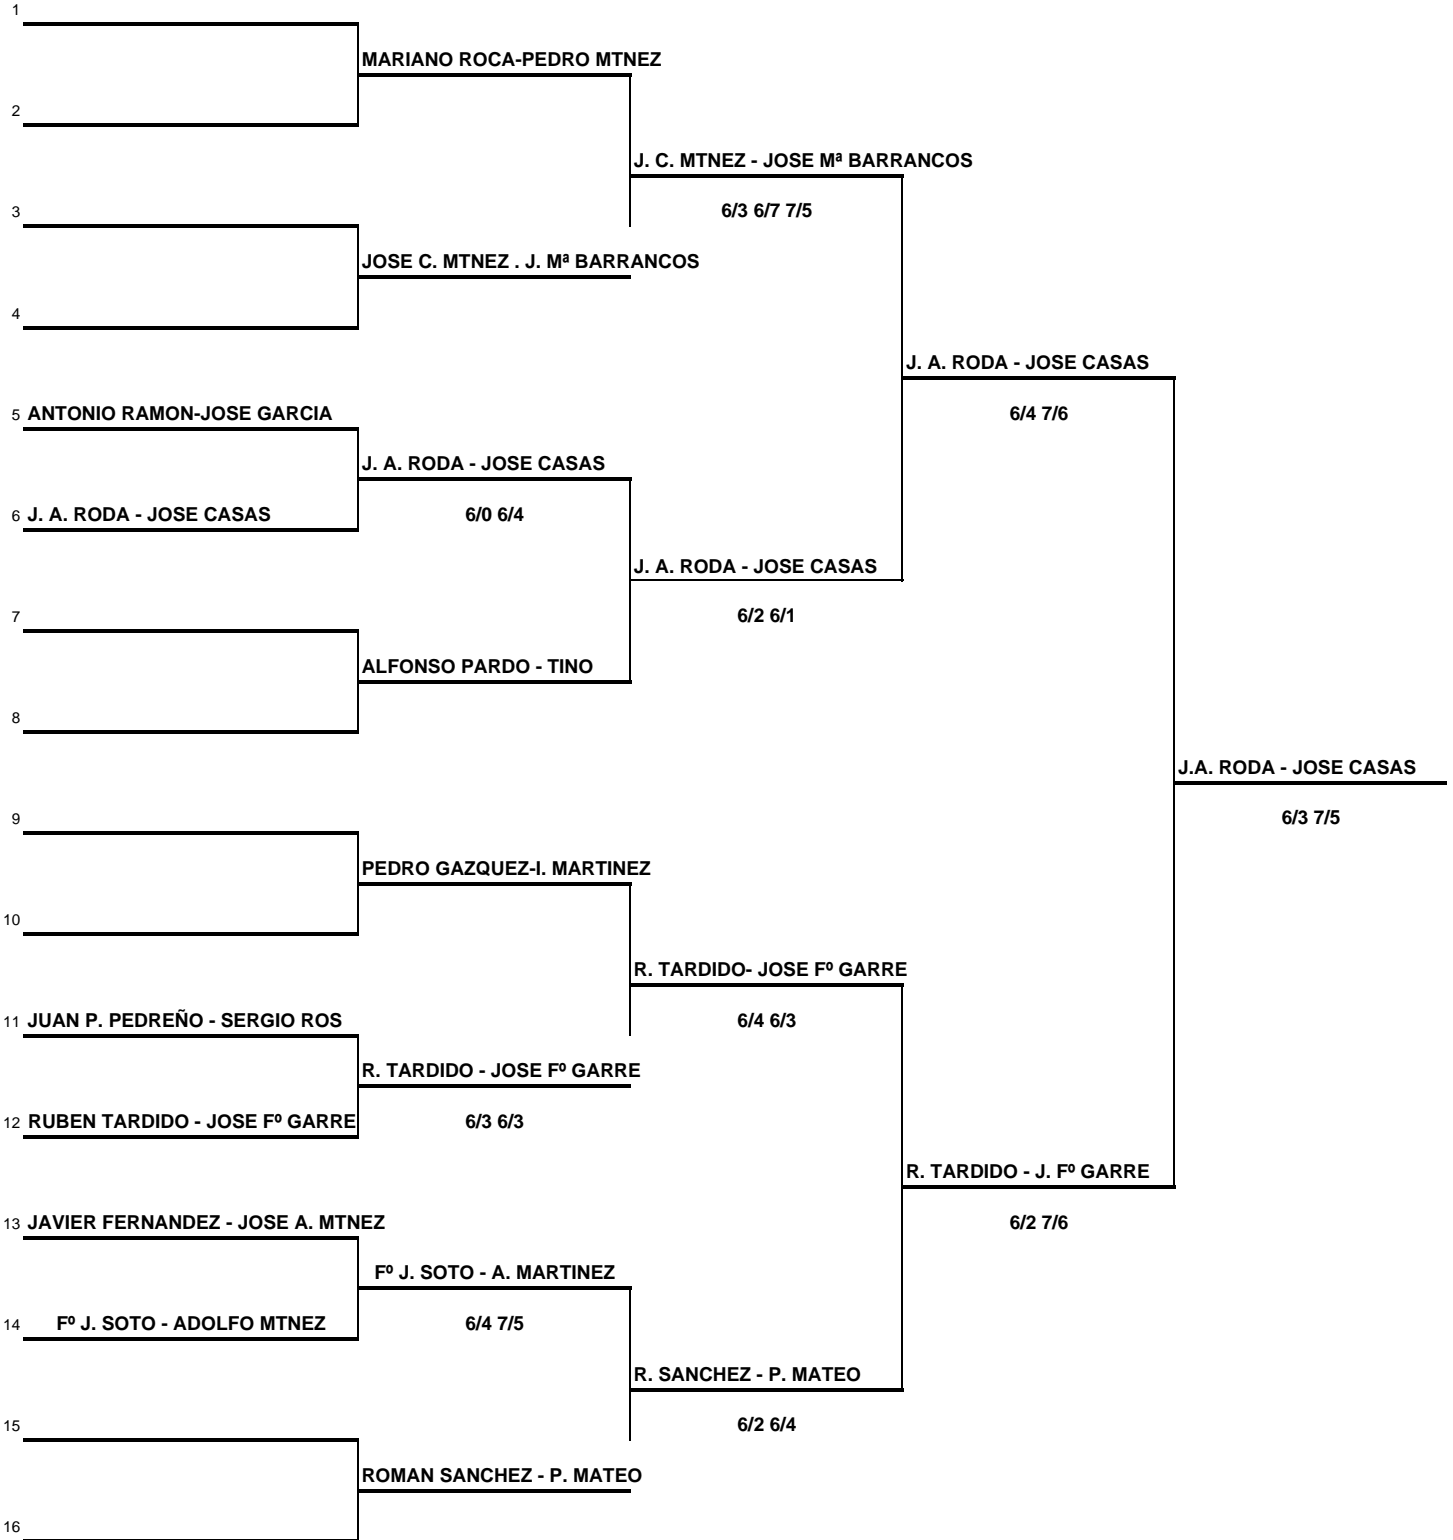 1
MARIANO ROCA-PEDRO MTNEZ
2
J. C. MTNEZ - JOSE Mª BARRANCOS
3
6/3 6/7 7/5
JOSE C. MTNEZ . J. Mª BARRANCOS
4
J. A. RODA - JOSE CASAS
5 ANTONIO RAMON-JOSE GARCIA
6/4 7/6
J. A. RODA - JOSE CASAS
6 J. A. RODA - JOSE CASAS
6/0 6/4
J. A. RODA - JOSE CASAS
7
6/2 6/1
ALFONSO PARDO - TINO
8
J.A. RODA - JOSE CASAS
9
6/3 7/5
PEDRO GAZQUEZ-I. MARTINEZ
10
R. TARDIDO- JOSE Fº GARRE
11 JUAN P. PEDREÑO - SERGIO ROS
6/4 6/3
R. TARDIDO - JOSE Fº GARRE
12 RUBEN TARDIDO - JOSE Fº GARRE
6/3 6/3
R. TARDIDO - J. Fº GARRE
13 JAVIER FERNANDEZ - JOSE A. MTNEZ
6/2 7/6
Fº J. SOTO - A. MARTINEZ
14 Fº J. SOTO - ADOLFO MTNEZ
6/4 7/5
R. SANCHEZ - P. MATEO
15
6/2 6/4
ROMAN SANCHEZ - P. MATEO
16